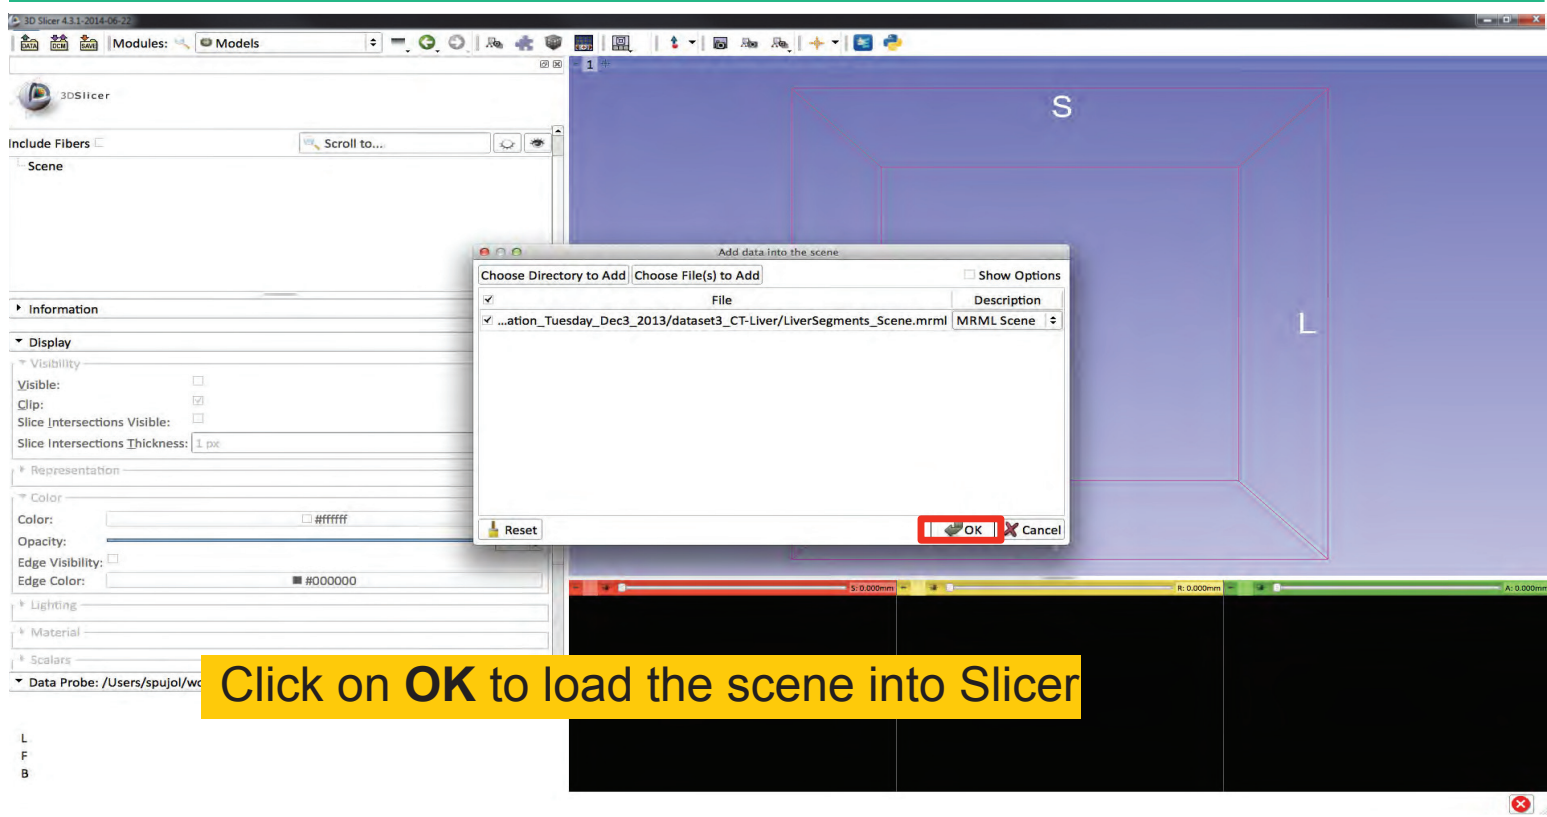 3D Slicer 4.3.1-2014-06-22
DATA DCM SAVE Modules: Models
1
3DSlicer
S
Include Fibers Scroll to...
Scene
Add data into the scene
Choose Directory to Add Choose File(s) to Add Show Options
File Description
...ation_Tuesday_Dec3_2013/dataset3_CT-Liver/LiverSegments_Scene.mrml MRML Scene
Information
L
Display
Visibility
Visible:
Clip:
Slice Intersections Visible:
Slice Intersections Thickness: 1 px
Representation
Color
Color: #ffffff
Reset OK Cancel
Opacity:
Edge Visibility:
Edge Color: #000000
S: 0.000mm R: 0.000mm A: 0.000mm
Lighting
Material
Scalars
Data Probe: /Users/spujol/wo
Click on OK to load the scene into Slicer
L
F
B